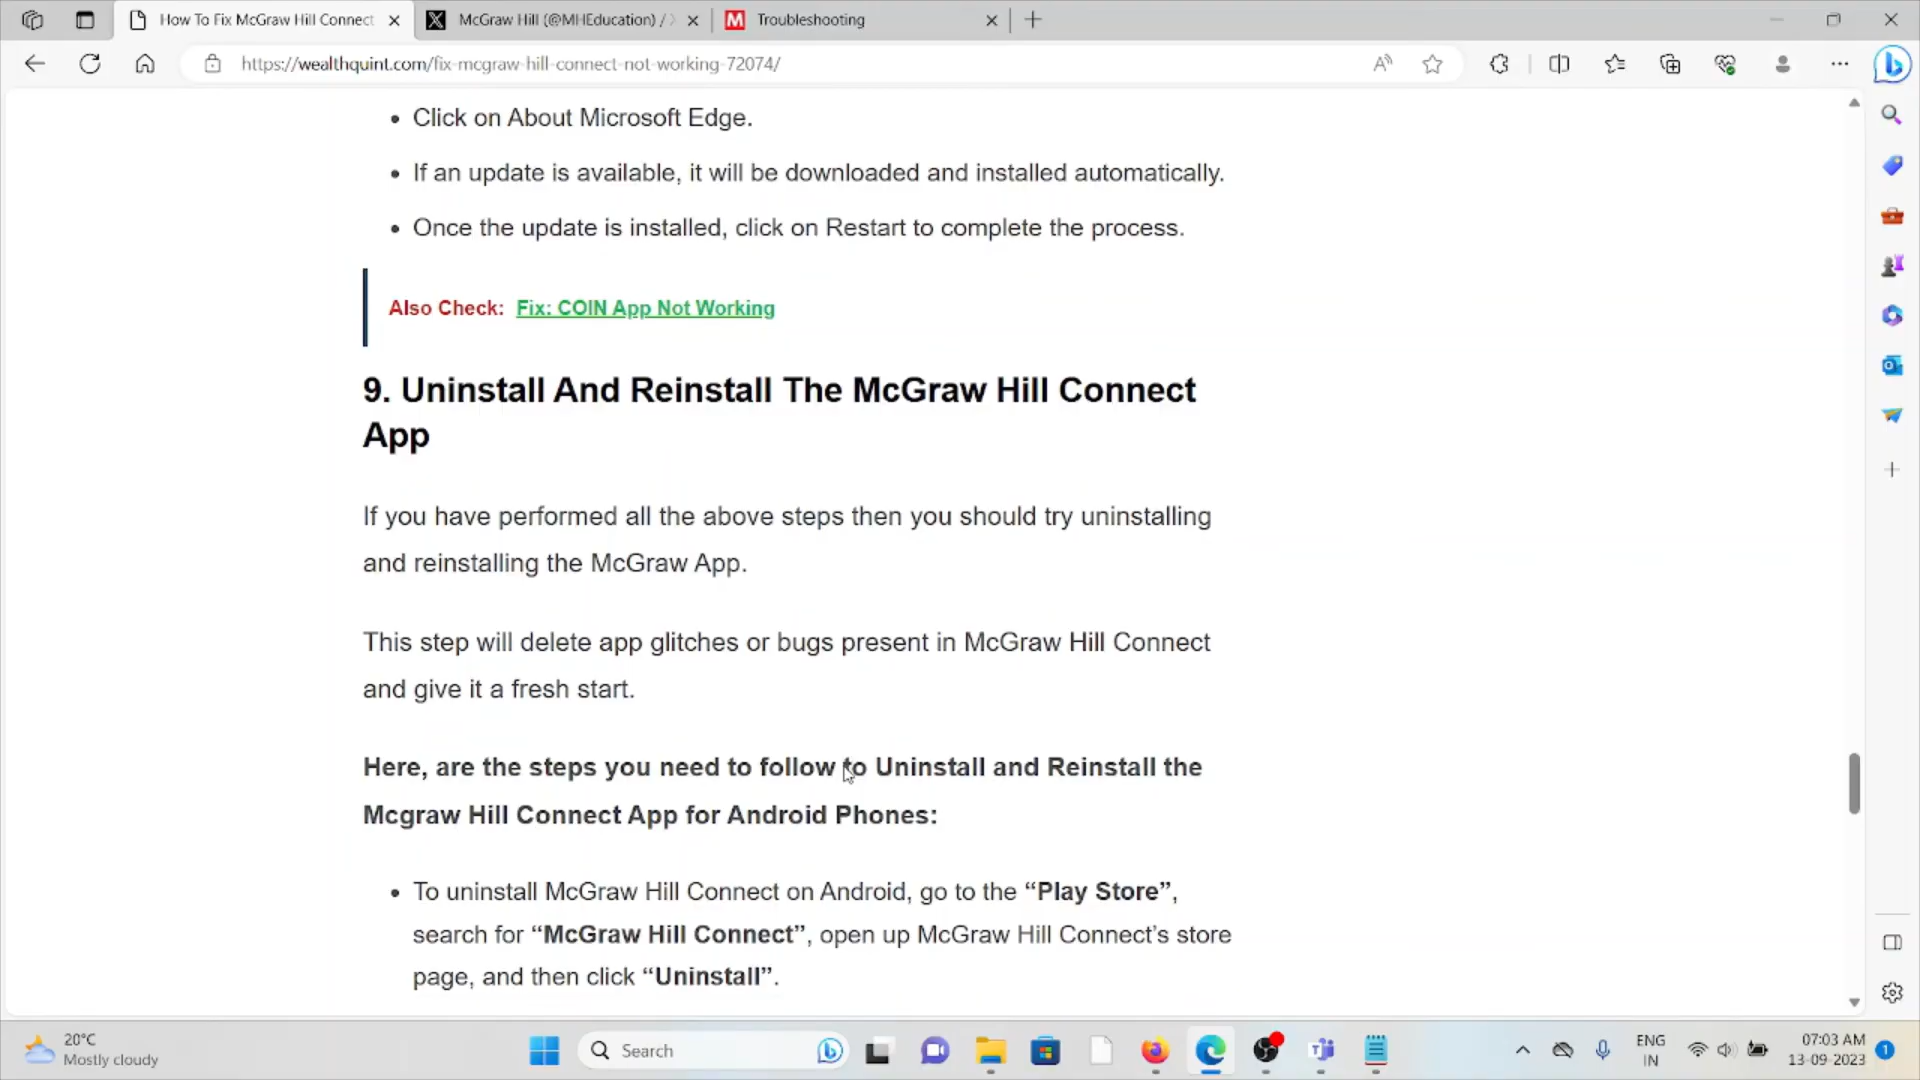 How To Fix McGraw Hill Connect
McGraw Hill (@MHEducation) /
M Troubleshooting
https://wealthquint.com/fix-mcgraw-hill-connect-not-working-72074/
• Click on About Microsoft Edge.
• If an update is available, it will be downloaded and installed automatically.
• Once the update is installed, click on Restart to complete the process.
Also Check: Fix: COIN App Not Working
9. Uninstall And Reinstall The McGraw Hill Connect
App
If you have performed all the above steps then you should try uninstalling
and reinstalling the McGraw App.
This step will delete app glitches or bugs present in McGraw Hill Connect
and give it a fresh start.
Here, are the steps you need to follow to Uninstall and Reinstall the
Mcgraw Hill Connect App for Android Phones:
• To uninstall McGraw Hill Connect on Android, go to the “Play Store”,
search for “McGraw Hill Connect”, open up McGraw Hill Connect’s store
page, and then click “Uninstall”.
20°C
Mostly cloudy
Search
ENG
IN
07:03 AM
13-09-2023
1